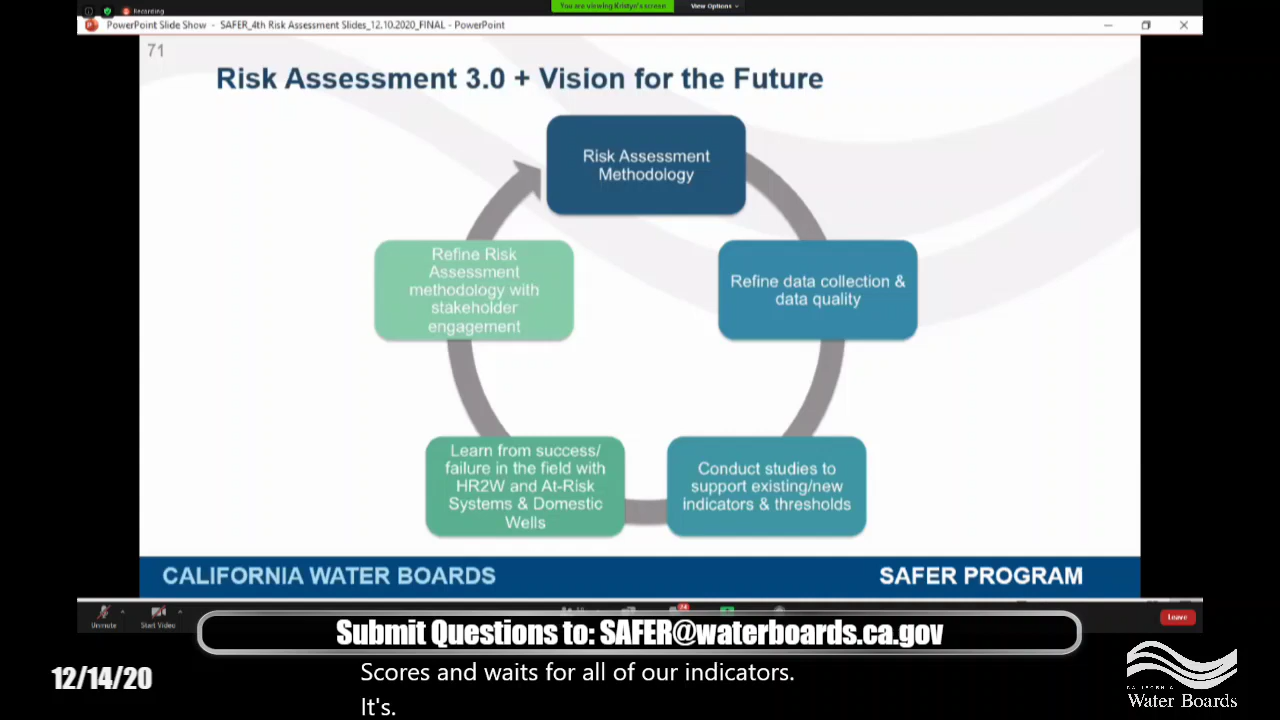 Recording
You are viewing Kristyn's screen
View Options
PowerPoint Slide Show - SAFER_4th Risk Assessment Slides_12.10.2020_FINAL - PowerPoint
71
Risk Assessment 3.0 + Vision for the Future
Risk Assessment
Methodology
Refine data collection &
data quality
Conduct studies to
support existing/new
indicators & thresholds
Learn from success/
failure in the field with
HR2W and At-Risk
Systems & Domestic
Wells
Refine Risk
Assessment
methodology with
stakeholder
engagement
CALIFORNIA WATER BOARDS
SAFER PROGRAM
Unmute
Start Video
Leave
Submit Questions to: SAFER@waterboards.ca.gov
12/14/20
Scores and waits for all of our indicators.
It's.
CALIFORNIA
Water Boards